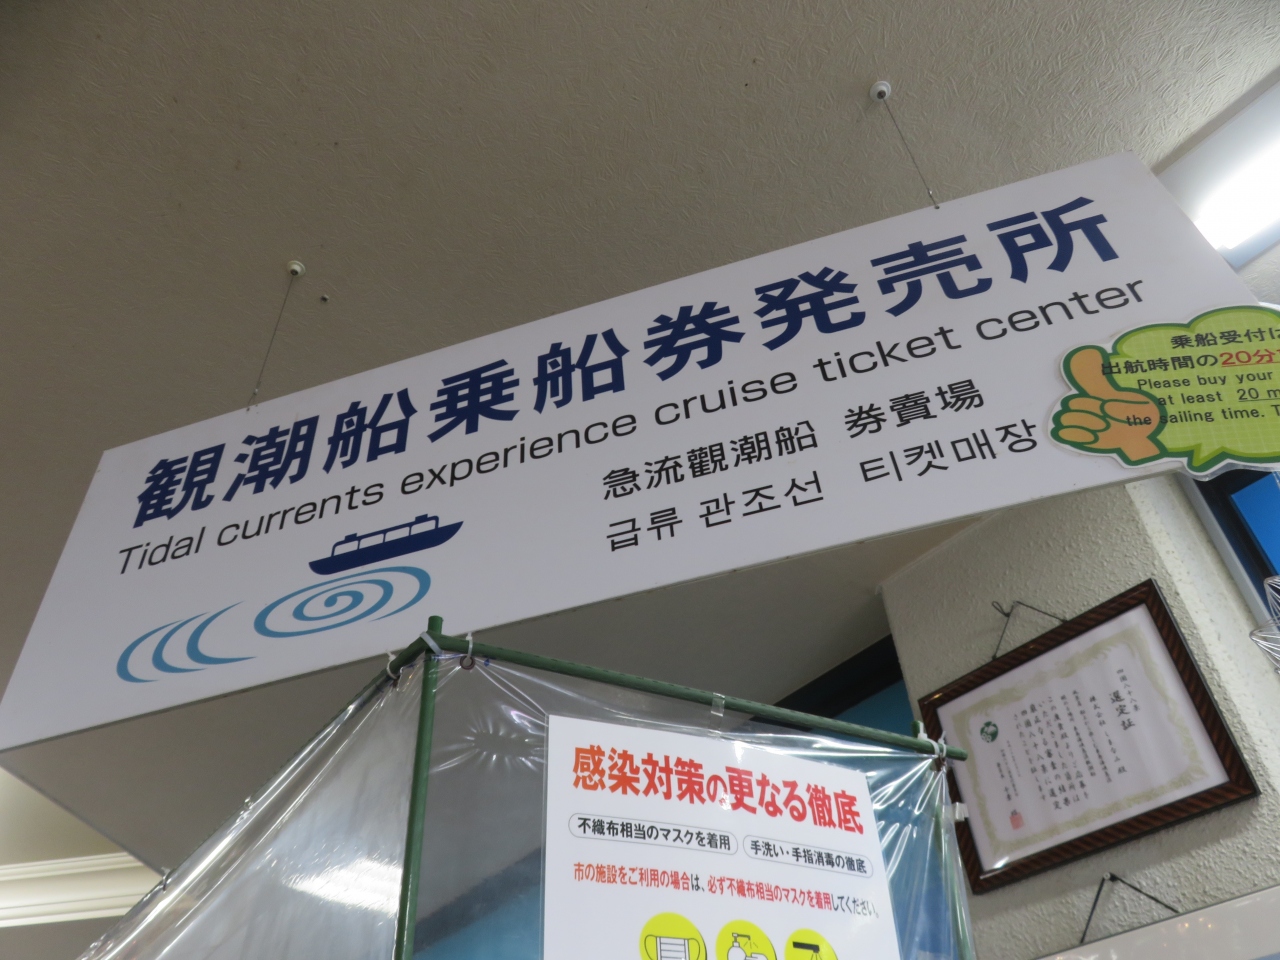 観潮船乗船券発売所
Tidal currents experience cruise ticket center
急流觀潮船 券賣場
급류 관조선 티켓매장
乗船受付は
出航時間の20分
Please buy your
at least 20 m
the sailing time. T
感染対策の更なる徹底
不織布相当のマスクを着用
手洗い・手指消毒の徹底
市の施設をご利用の場合は、必ず不織布相当のマスクを着用してください。
選定証